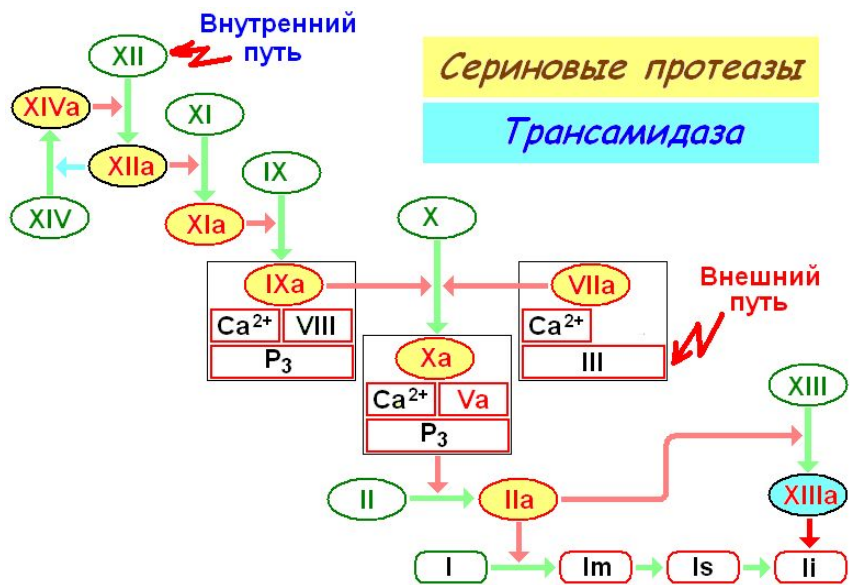 Внутренний
путь
XII
Сериновые протеазы
XIVa
XI
Трансамидаза
XIIa
IX
XIV
XIa
X
IXa
VIIa
Внешний
путь
Ca2+
VIII
Ca2+
P3
Xa
III
XIII
Ca2+
Va
P3
II
IIa
XIIIa
I
Im
Is
Ii